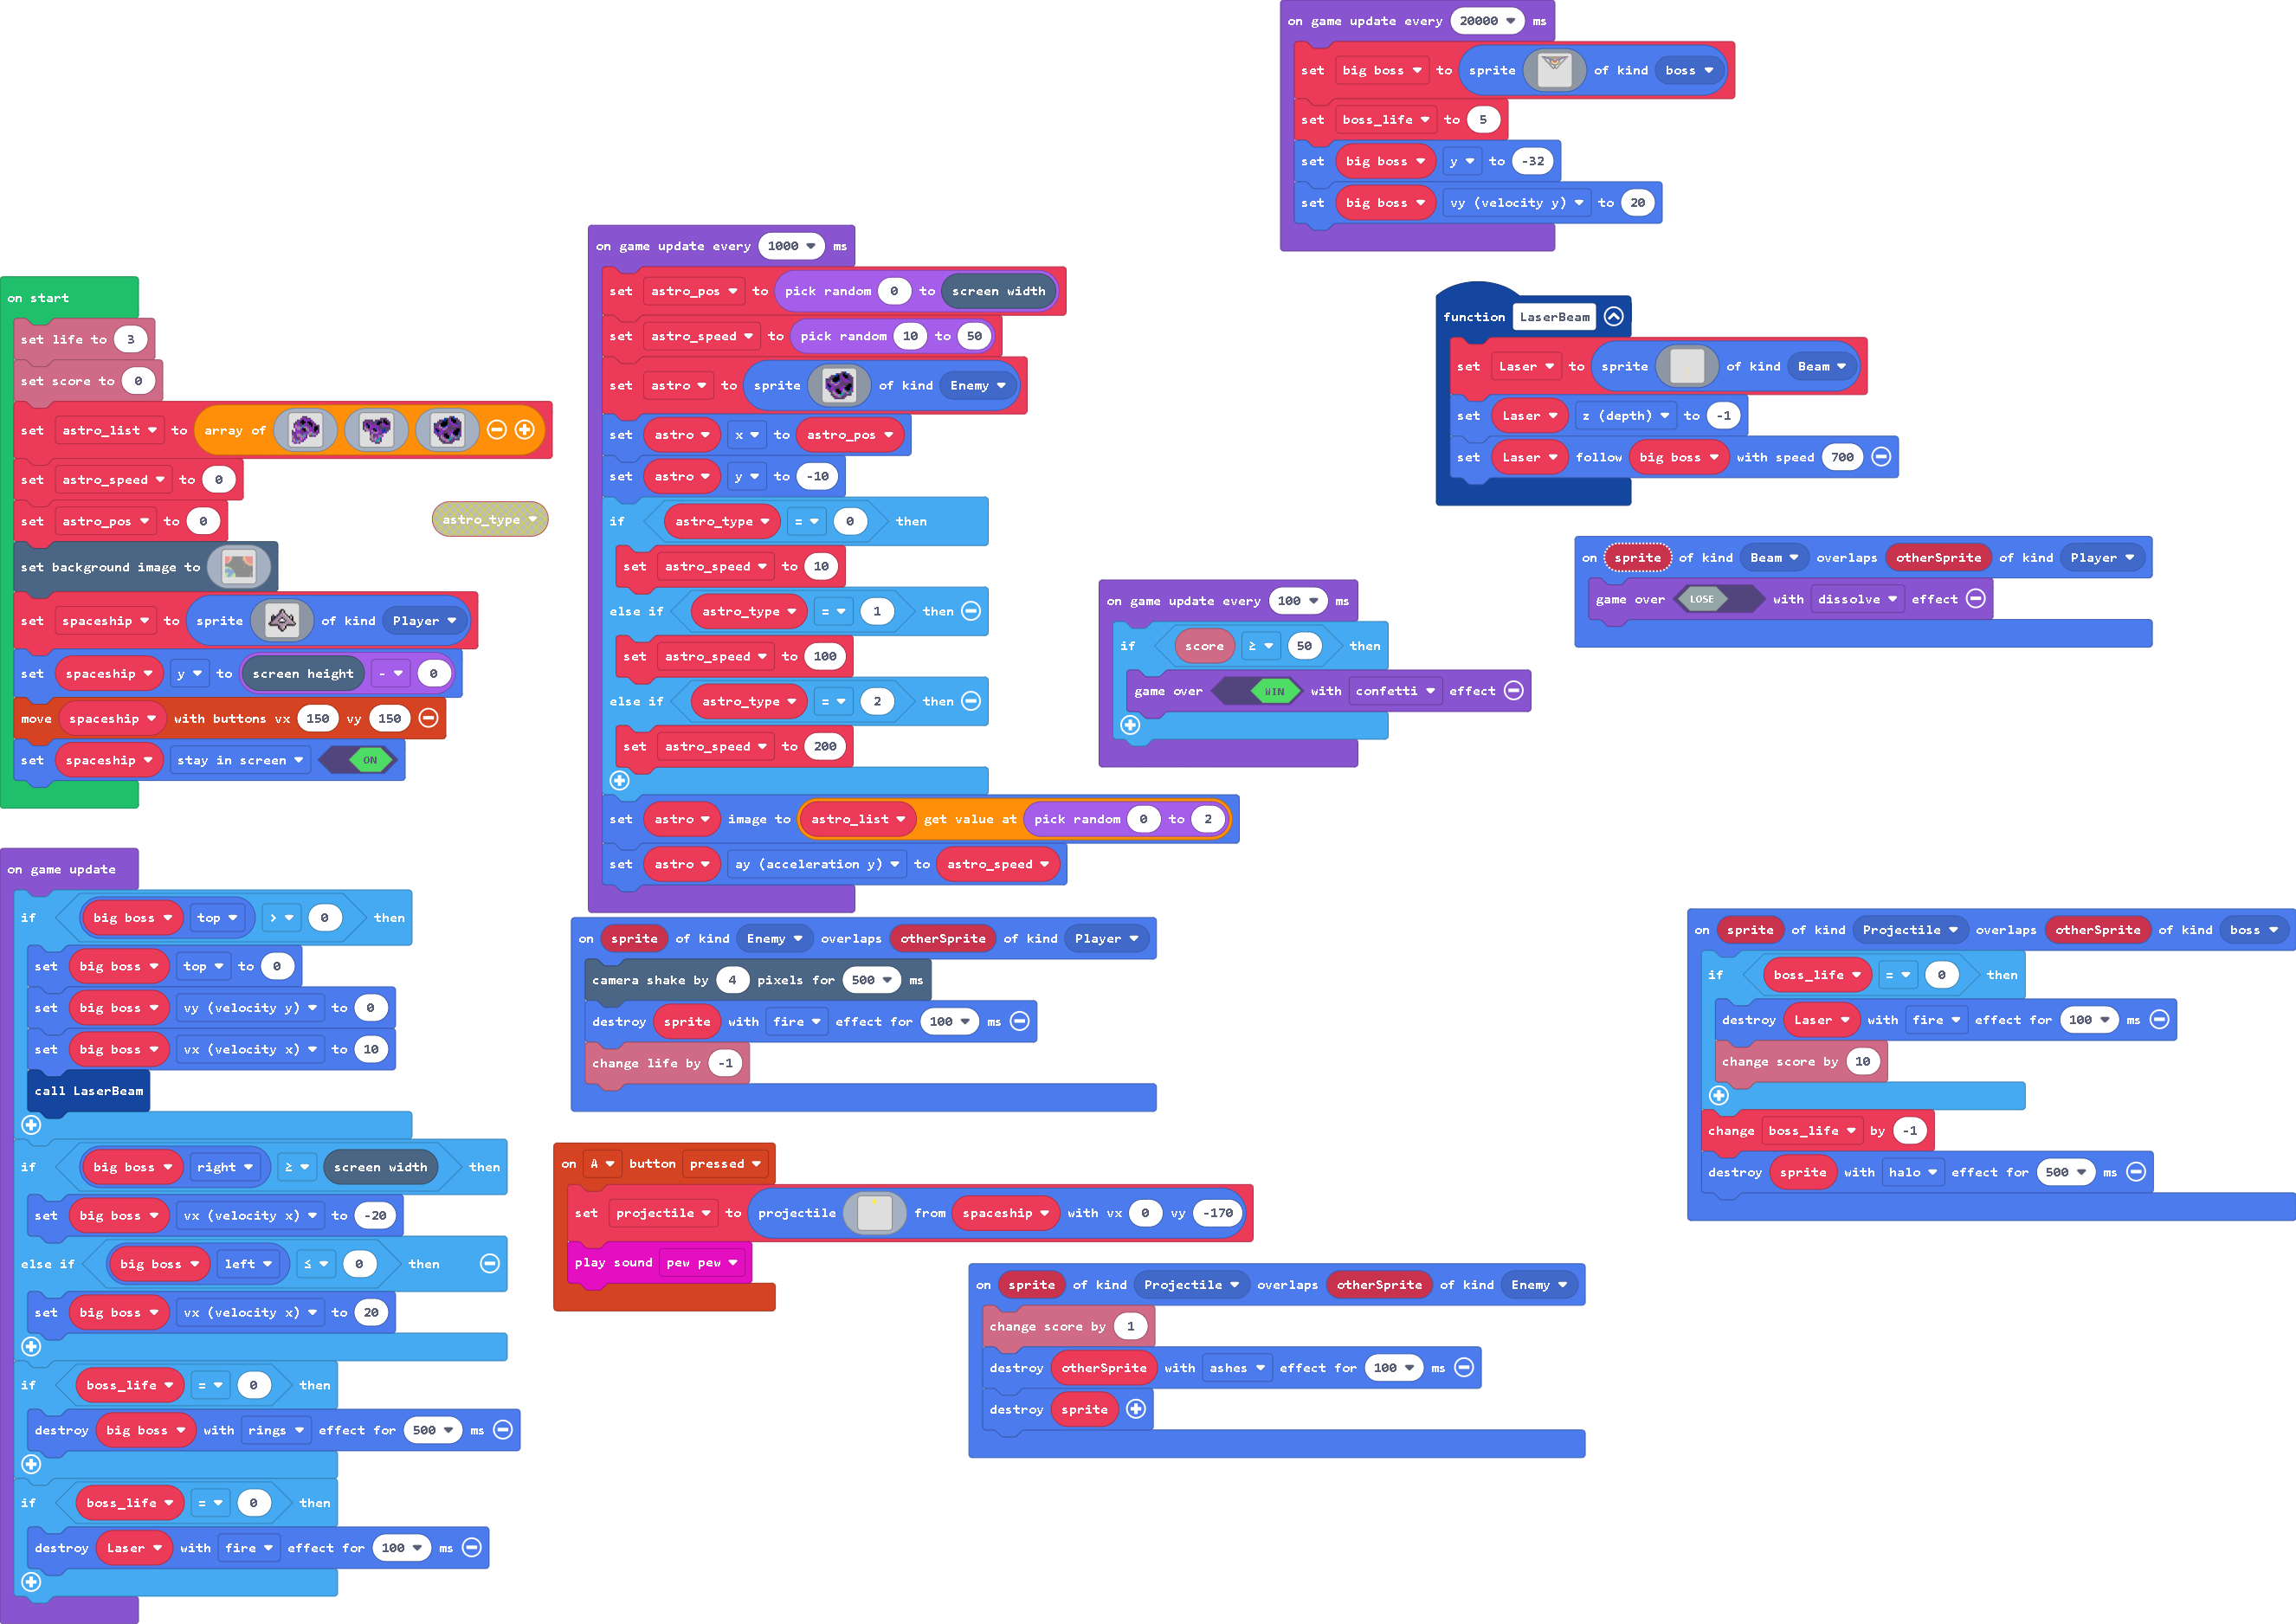 on start
set life to 3
set score to 0
set astro_list to array of
set astro_speed to 0
set astro_pos to 0
set background image to
set spaceship to sprite of kind Player
set spaceship y to screen height - 0
move spaceship with buttons vx 150 vy 150
set spaceship stay in screen ON
astro_type
on game update
if big boss top > 0 then
set big boss top to 0
set big boss vy (velocity y) to 0
set big boss vx (velocity x) to 10
call LaserBeam
if big boss right ≥ screen width then
set big boss vx (velocity x) to -20
else if big boss left ≤ 0 then
set big boss vx (velocity x) to 20
if boss_life = 0 then
destroy big boss with rings effect for 500 ms
if boss_life = 0 then
destroy Laser with fire effect for 100 ms
on game update every 1000 ms
set astro_pos to pick random 0 to screen width
set astro_speed to pick random 10 to 50
set astro to sprite of kind Enemy
set astro x to astro_pos
set astro y to -10
if astro_type = 0 then
set astro_speed to 10
else if astro_type = 1 then
set astro_speed to 100
else if astro_type = 2 then
set astro_speed to 200
set astro image to astro_list get value at pick random 0 to 2
set astro ay (acceleration y) to astro_speed
on sprite of kind Enemy overlaps otherSprite of kind Player
camera shake by 4 pixels for 500 ms
destroy sprite with fire effect for 100 ms
change life by -1
on A button pressed
set projectile to projectile from spaceship with vx 0 vy -170
play sound pew pew
on sprite of kind Projectile overlaps otherSprite of kind Enemy
change score by 1
destroy otherSprite with ashes effect for 100 ms
destroy sprite
on game update every 100 ms
if score ≥ 50 then
game over WIN with confetti effect
on game update every 20000 ms
set big boss to sprite of kind boss
set boss_life to 5
set big boss y to -32
set big boss vy (velocity y) to 20
function LaserBeam
set Laser to sprite of kind Beam
set Laser z (depth) to -1
set Laser follow big boss with speed 700
on sprite of kind Beam overlaps otherSprite of kind Player
game over LOSE with dissolve effect
on sprite of kind Projectile overlaps otherSprite of kind boss
if boss_life = 0 then
destroy Laser with fire effect for 100 ms
change score by 10
change boss_life by -1
destroy sprite with halo effect for 500 ms